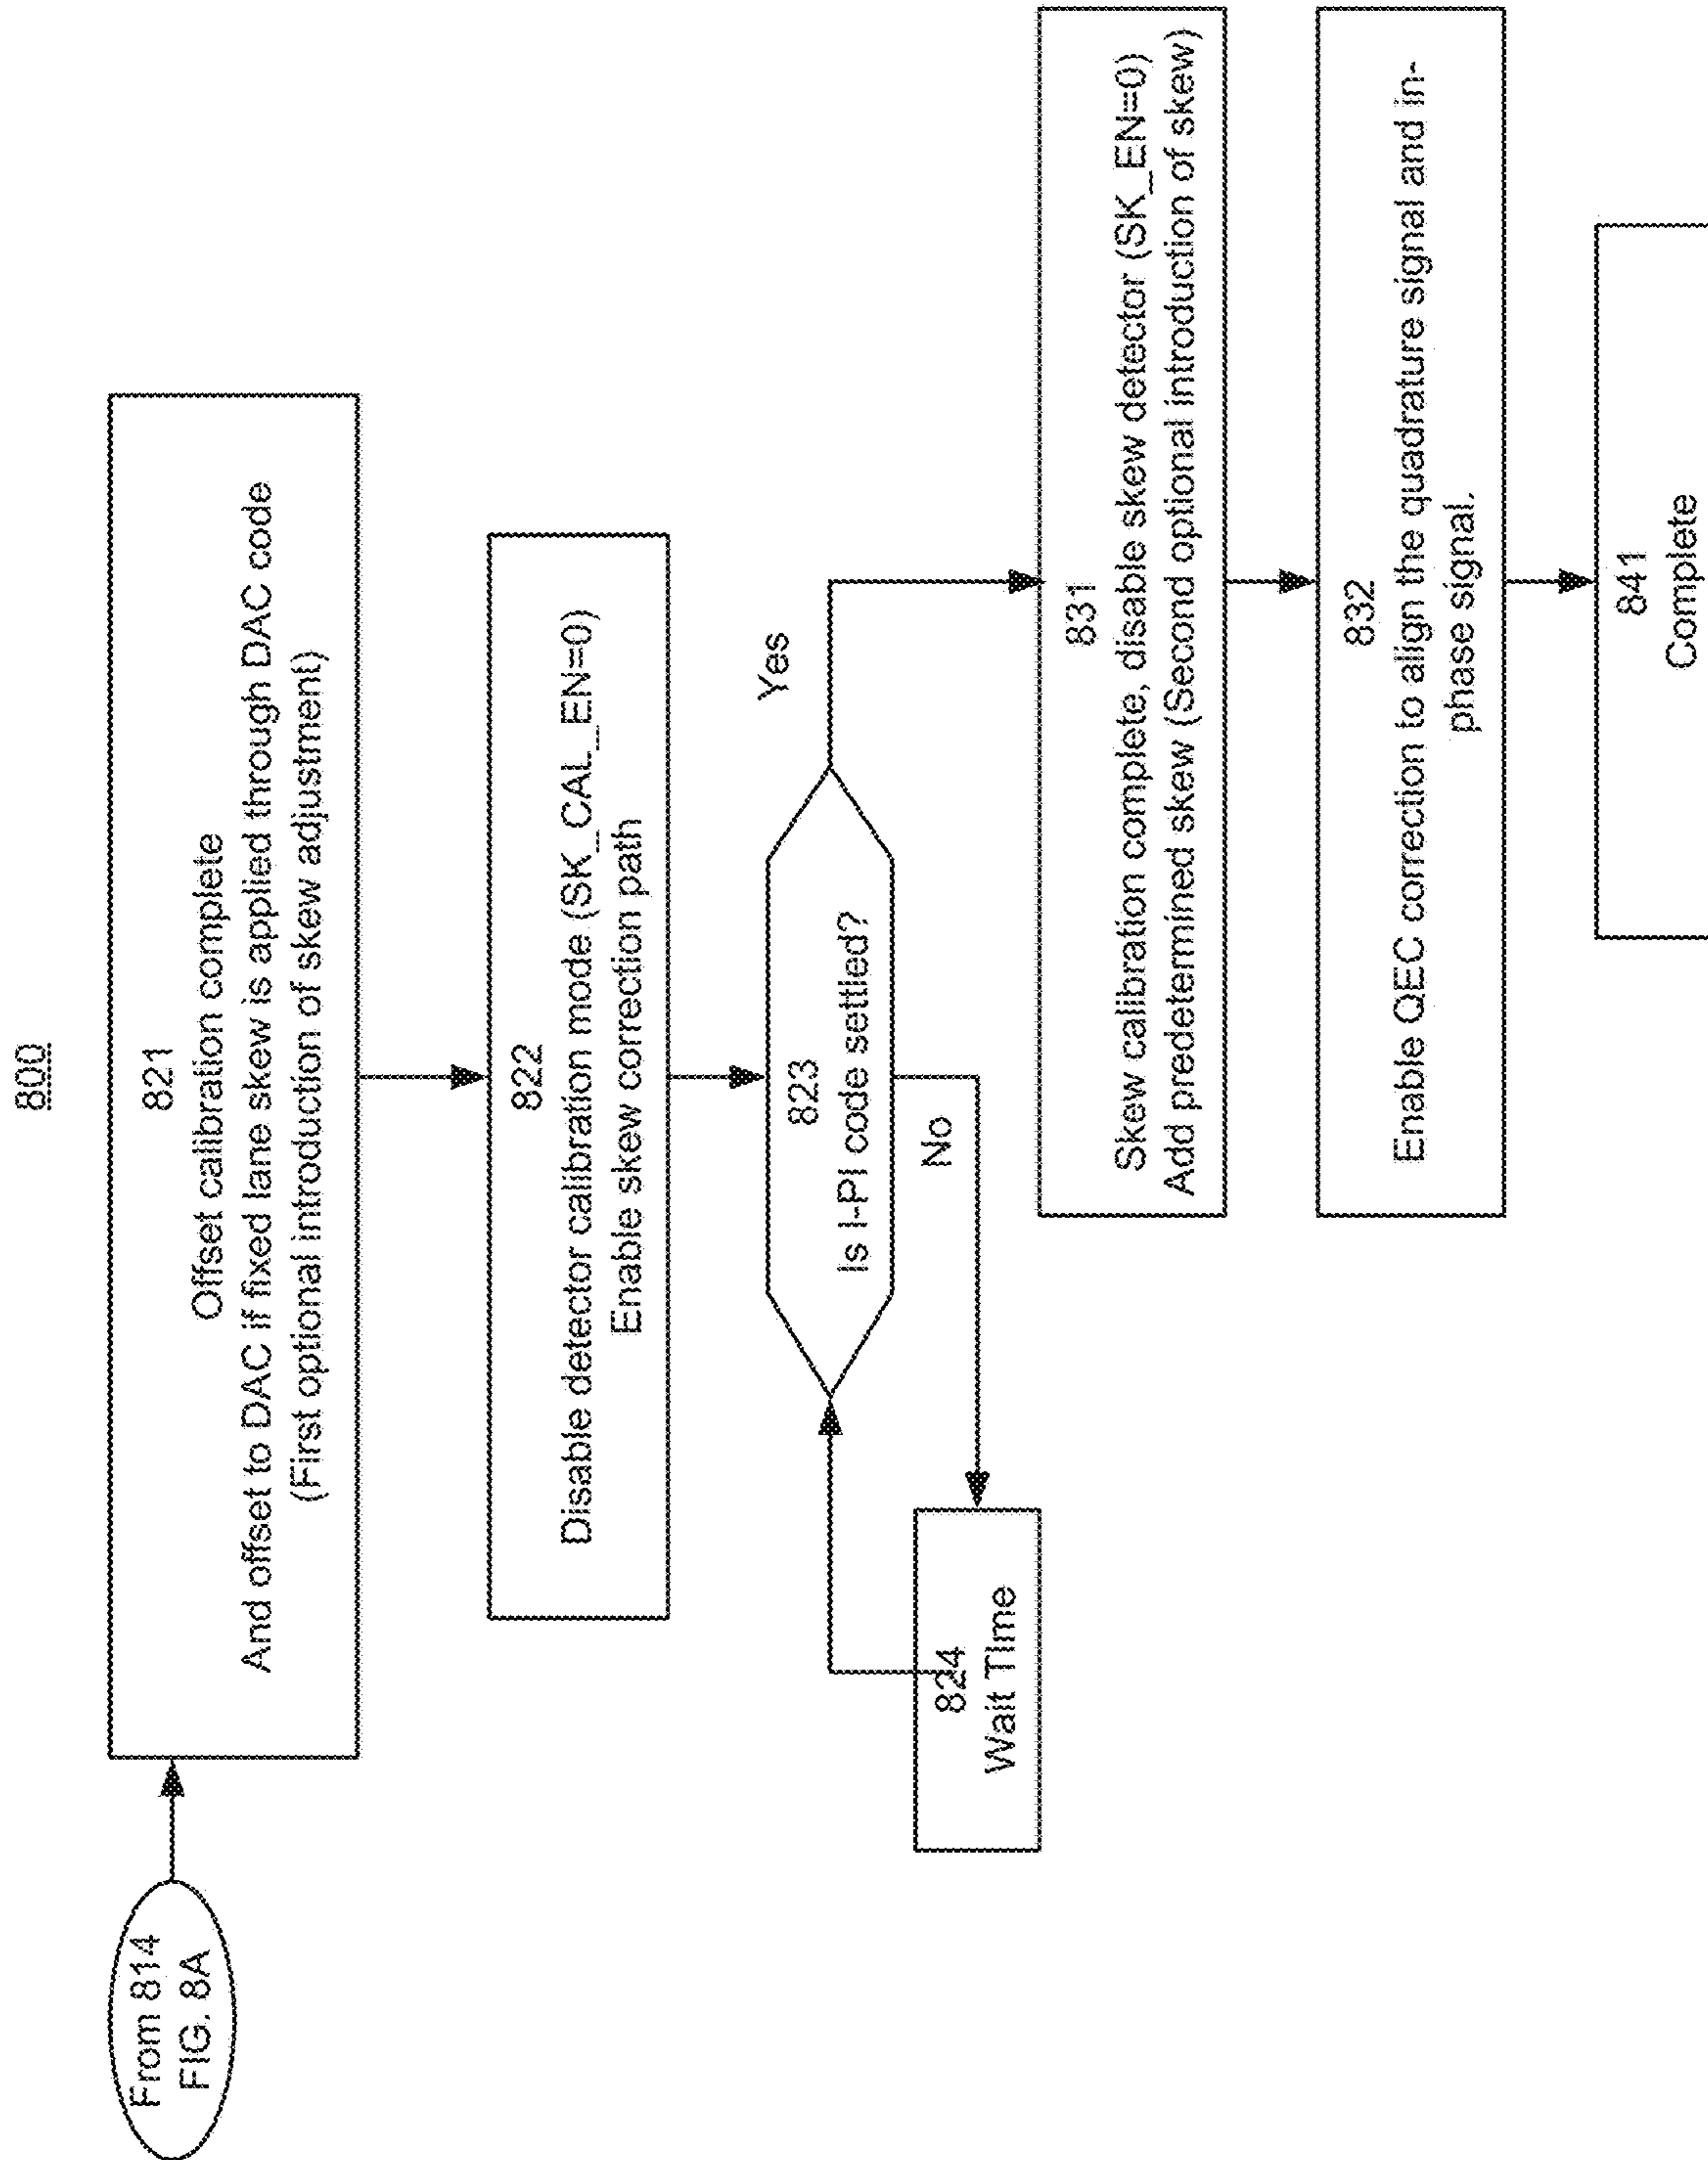 800
From 814
FIG. 8A
821
Offset calibration complete
And offset to DAC if fixed lane skew is applied through DAC code
(First optional introduction of skew adjustment)
822
Disable detector calibration mode (SK_CAL_EN=0)
Enable skew correction path
823
Is I-PI code settled?
Yes
No
824
Wait Time
831
Skew calibration complete, disable skew detector (SK_EN=0)
Add predetermined skew (Second optional introduction of skew)
832
Enable QEC correction to align the quadrature signal and in-
phase signal.
841
Complete